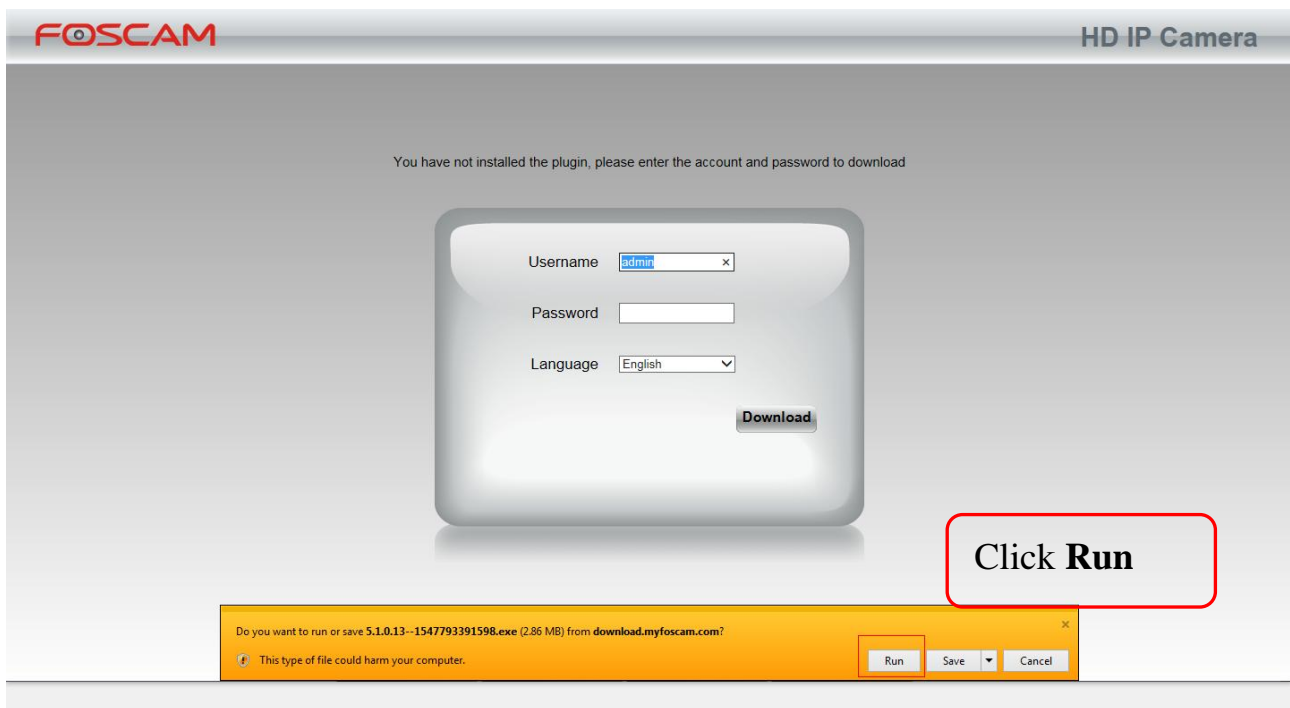 FOSCAM
HD IP Camera
You have not installed the plugin, please enter the account and password to download
Username admin ×
Password
Language English
Download
Click Run
Do you want to run or save 5.1.0.13--1547793391598.exe (2.86 MB) from download.myfoscam.com? ×
This type of file could harm your computer.
Run Save Cancel